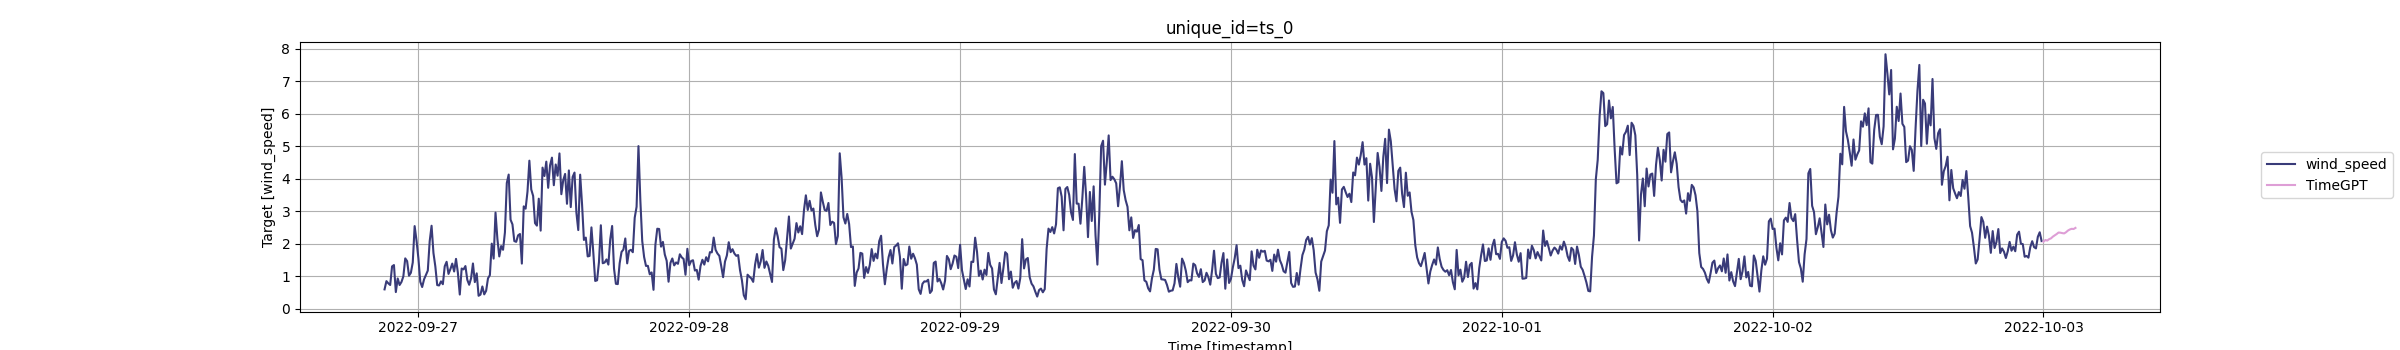 unique_id=ts_0
8
7
6
5
4
3
2
1
0
Target [wind_speed]
2022-09-27 2022-09-28 2022-09-29 2022-09-30 2022-10-01 2022-10-02 2022-10-03
Time [timestamp]
wind_speed
TimeGPT